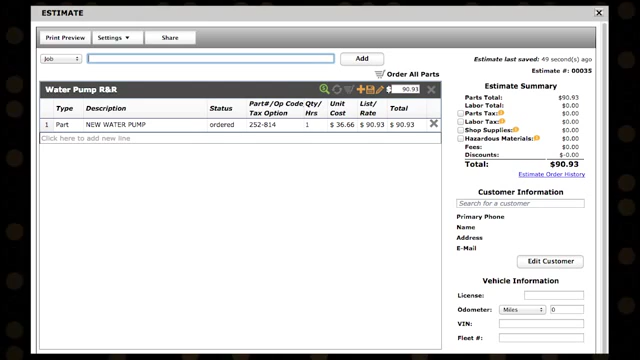 ESTIMATE
Print Preview Settings Share
Job Add
Estimate last saved: 49 second(s) ago
Order All Parts
Estimate #: 00035
Water Pump R&R $ 90.93
Type Description Status Part#/Op Code Tax Option Qty/Hrs Unit Cost List/Rate Total
1 Part NEW WATER PUMP ordered 252-814 1 $ 36.66 $ 90.93 $ 90.93
Click here to add new line
Estimate Summary
Parts Total: $90.93
Labor Total: $0.00
Parts Tax: $0.00
Labor Tax: $0.00
Shop Supplies: $0.00
Hazardous Materials: $0.00
Fees: $0.00
Discounts: $-0.00
Total: $90.93
Estimate Order History
Customer Information
Search for a customer
Primary Phone
Name
Address
E-Mail
Edit Customer
Vehicle Information
License:
Odometer: Miles 0
VIN:
Fleet #: